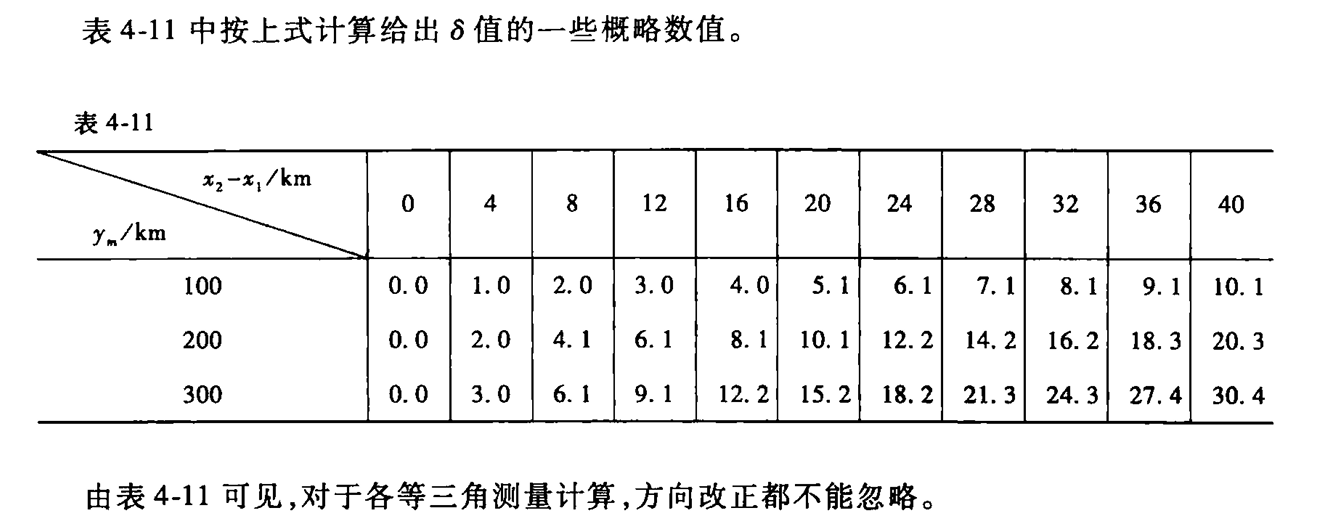 表 4-11 中按上式计算给出 δ 值的一些概略数值。
表 4-11
x₂-x₁/km
yₘ/km
0 4 8 12 16 20 24 28 32 36 40
100 0.0 1.0 2.0 3.0 4.0 5.1 6.1 7.1 8.1 9.1 10.1
200 0.0 2.0 4.1 6.1 8.1 10.1 12.2 14.2 16.2 18.3 20.3
300 0.0 3.0 6.1 9.1 12.2 15.2 18.2 21.3 24.3 27.4 30.4
由表 4-11 可见,对于各等三角测量计算,方向改正都不能忽略。